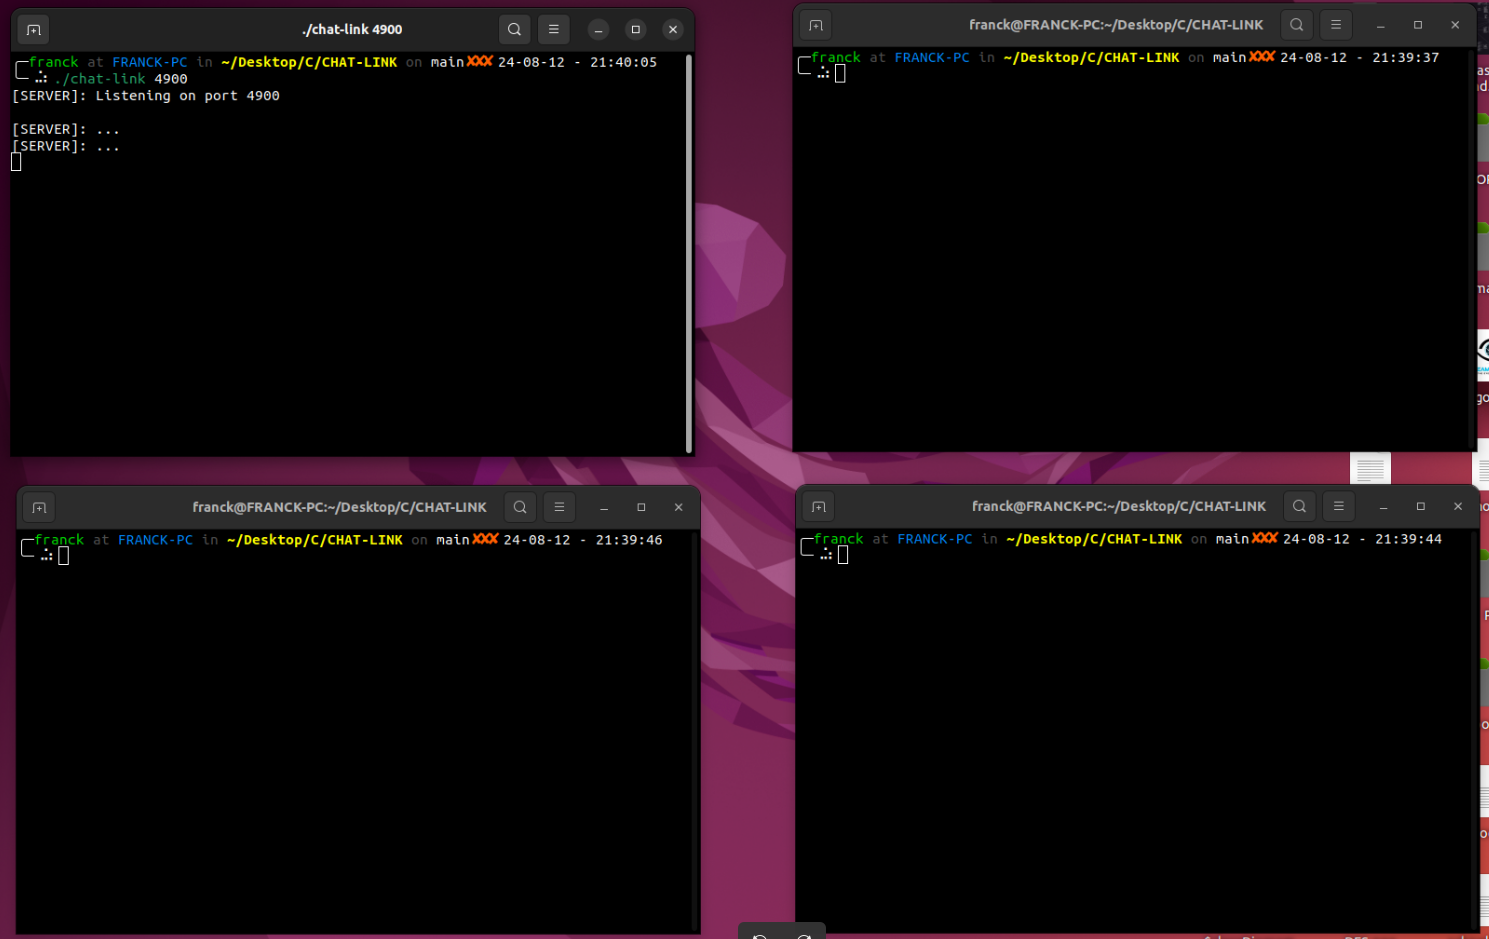 ./chat-link 4900
franck at FRANCK-PC in ~/Desktop/C/CHAT-LINK on main✘✘✘ 24-08-12 - 21:40:05
./chat-link 4900
[SERVER]: Listening on port 4900
[SERVER]: ...
[SERVER]: ...
franck@FRANCK-PC:~/Desktop/C/CHAT-LINK
franck at FRANCK-PC in ~/Desktop/C/CHAT-LINK on main✘✘✘ 24-08-12 - 21:39:37
franck@FRANCK-PC:~/Desktop/C/CHAT-LINK
franck at FRANCK-PC in ~/Desktop/C/CHAT-LINK on main✘✘✘ 24-08-12 - 21:39:46
franck@FRANCK-PC:~/Desktop/C/CHAT-LINK
franck at FRANCK-PC in ~/Desktop/C/CHAT-LINK on main✘✘✘ 24-08-12 - 21:39:44